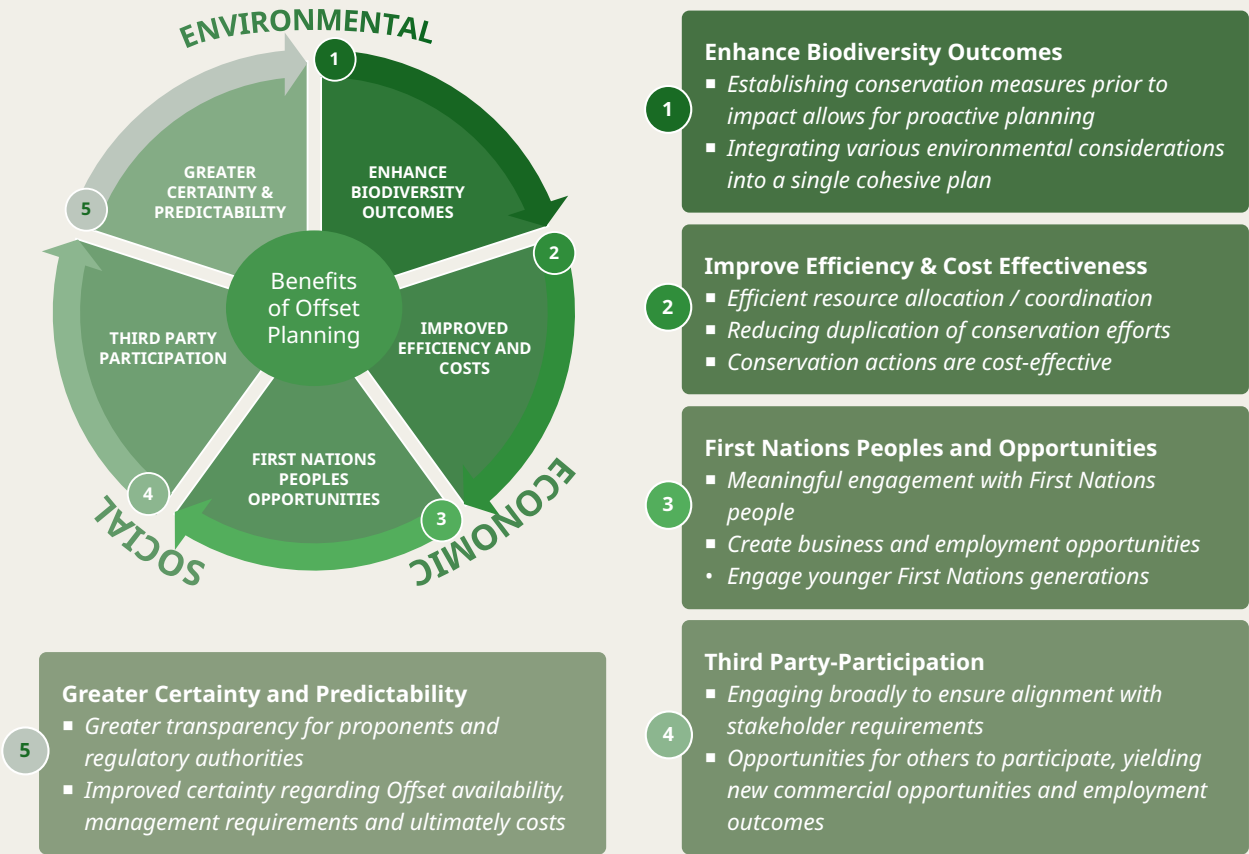 ENVIRONMENTAL
1
ENHANCE
BIODIVERSITY
OUTCOMES
2
IMPROVED
EFFICIENCY AND
COSTS
ECONOMIC
3
FIRST NATIONS
PEOPLES
OPPORTUNITIES
SOCIAL
4
THIRD PARTY
PARTICIPATION
5
GREATER
CERTAINTY &
PREDICTABILITY
Benefits
of Offset
Planning
1
Enhance Biodiversity Outcomes
▪ Establishing conservation measures prior to
impact allows for proactive planning
▪ Integrating various environmental considerations
into a single cohesive plan
2
Improve Efficiency & Cost Effectiveness
▪ Efficient resource allocation / coordination
▪ Reducing duplication of conservation efforts
▪ Conservation actions are cost-effective
3
First Nations Peoples and Opportunities
▪ Meaningful engagement with First Nations
people
▪ Create business and employment opportunities
• Engage younger First Nations generations
4
Third Party-Participation
▪ Engaging broadly to ensure alignment with
stakeholder requirements
▪ Opportunities for others to participate, yielding
new commercial opportunities and employment
outcomes
5
Greater Certainty and Predictability
▪ Greater transparency for proponents and
regulatory authorities
▪ Improved certainty regarding Offset availability,
management requirements and ultimately costs